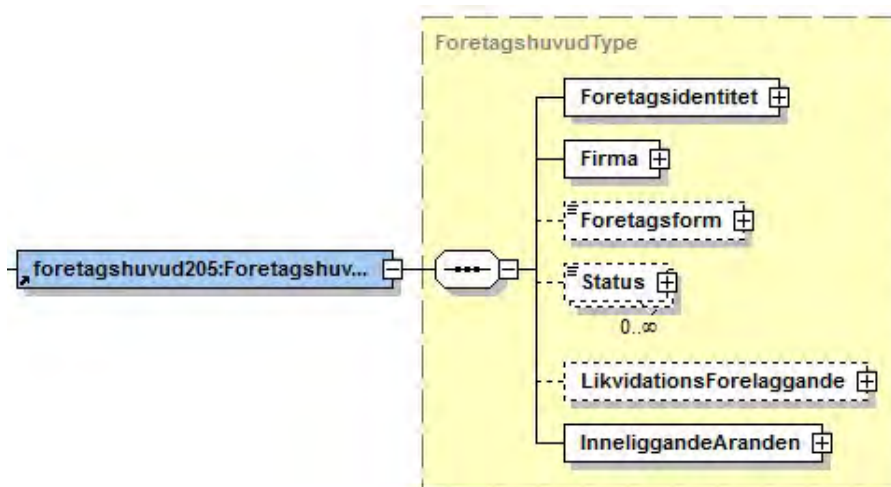 ForetagshuvudType
Foretagsidentitet
Firma
Foretagsform
foretagshuvud205:Foretagshuv...
Status
0..∞
LikvidationsForelaggande
InneliggandeAranden